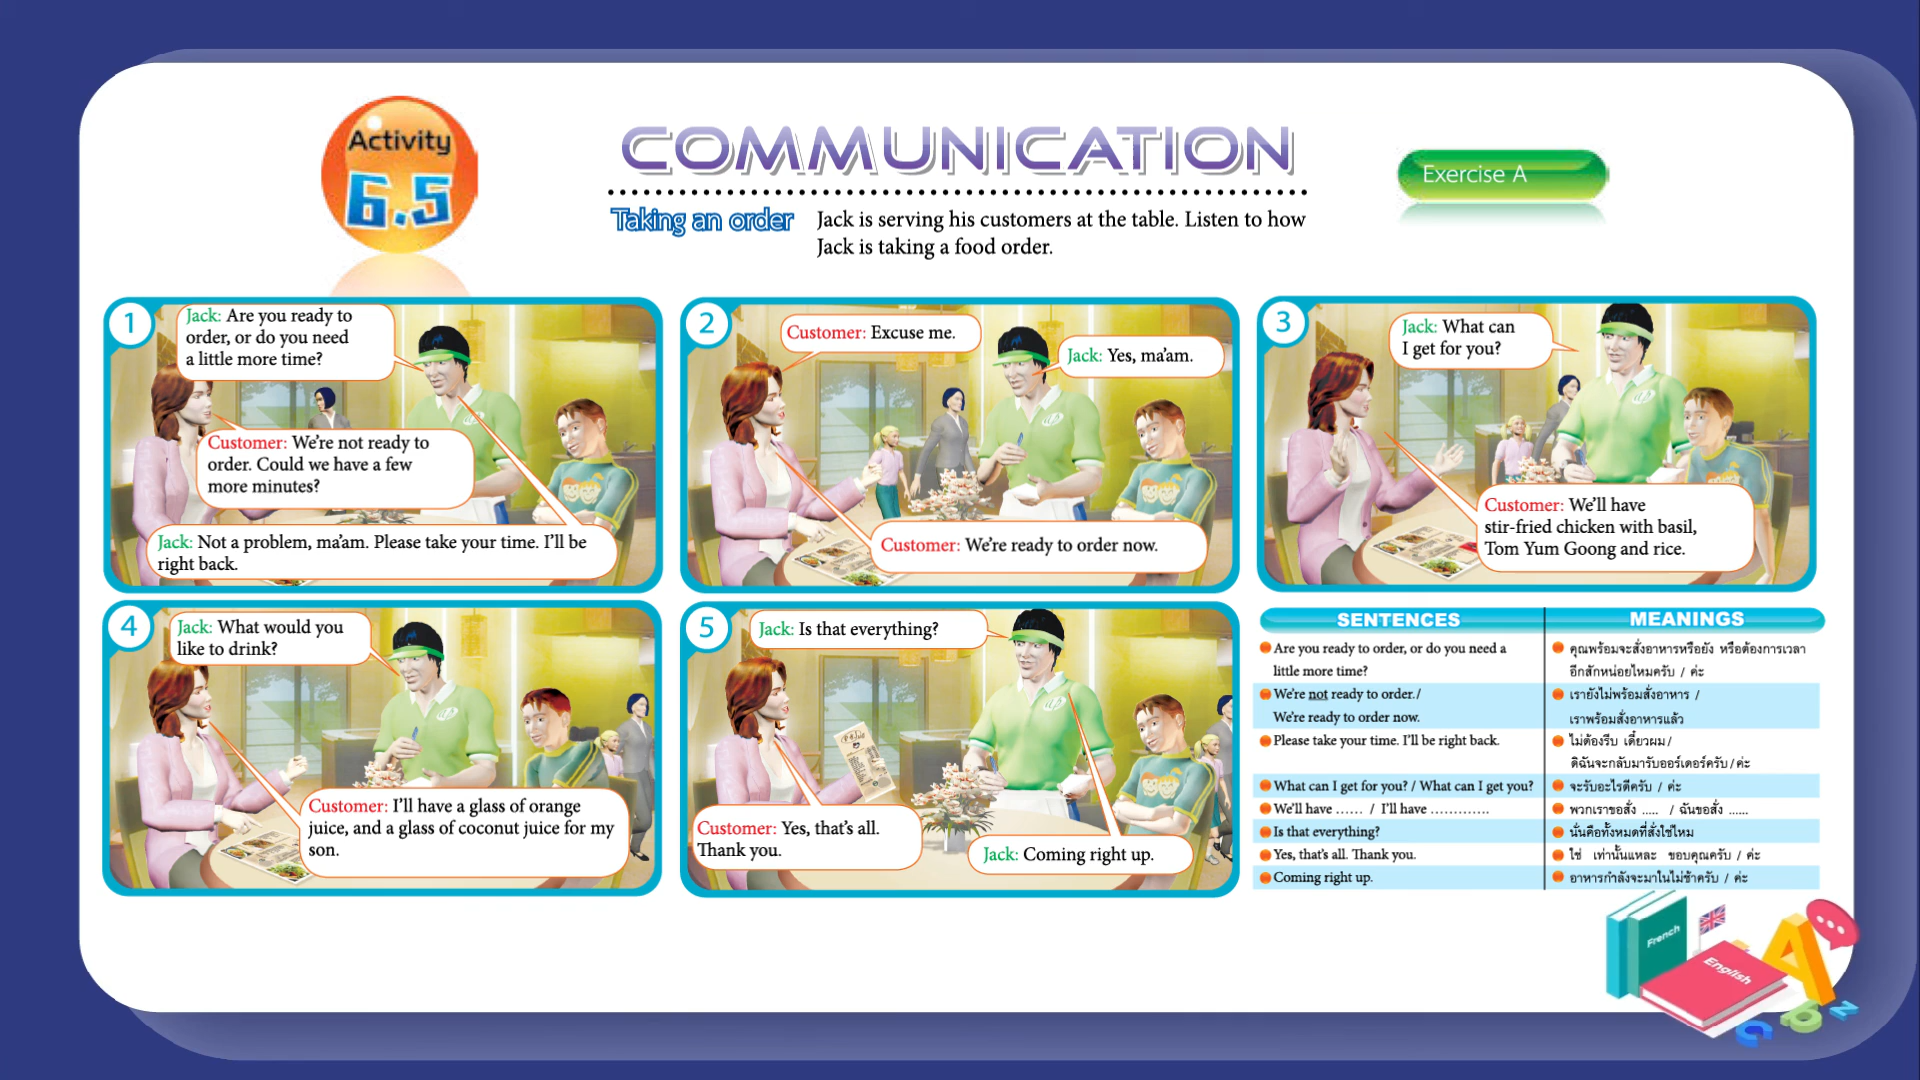 Activity
6.5
COMMUNICATION
Exercise A
Taking an order
Jack is serving his customers at the table. Listen to how
Jack is taking a food order.
1
Jack: Are you ready to
order, or do you need
a little more time?
Customer: We're not ready to
order. Could we have a few
more minutes?
Jack: Not a problem, ma'am. Please take your time. I'll be
right back.
2
Customer: Excuse me.
Jack: Yes, ma'am.
Customer: We're ready to order now.
3
Jack: What can
I get for you?
Customer: We'll have
stir-fried chicken with basil,
Tom Yum Goong and rice.
4
Jack: What would you
like to drink?
Customer: I'll have a glass of orange
juice, and a glass of coconut juice for my
son.
5
Jack: Is that everything?
Customer: Yes, that's all.
Thank you.
Jack: Coming right up.
SENTENCES
MEANINGS
Are you ready to order, or do you need a
little more time?
คุณพร้อมจะสั่งอาหารหรือยัง หรือต้องการเวลา
อีกสักหน่อยไหมครับ / ค่ะ
We're not ready to order./
We're ready to order now.
เรายังไม่พร้อมสั่งอาหาร /
เราพร้อมสั่งอาหารแล้ว
Please take your time. I'll be right back.
ไม่ต้องรีบ เดี๋ยวผม/
ดิฉันจะกลับมารับออร์เดอร์ครับ/ค่ะ
What can I get for you? / What can I get you?
จะรับอะไรดีครับ / ค่ะ
We'll have ...... / I'll have .............
พวกเราขอสั่ง ..... / ฉันขอสั่ง ......
Is that everything?
นั่นคือทั้งหมดที่สั่งใช่ไหม
Yes, that's all. Thank you.
ใช่ เท่านั้นแหละ ขอบคุณครับ / ค่ะ
Coming right up.
อาหารกำลังจะมาในไม่ช้าครับ / ค่ะ
French
English
A